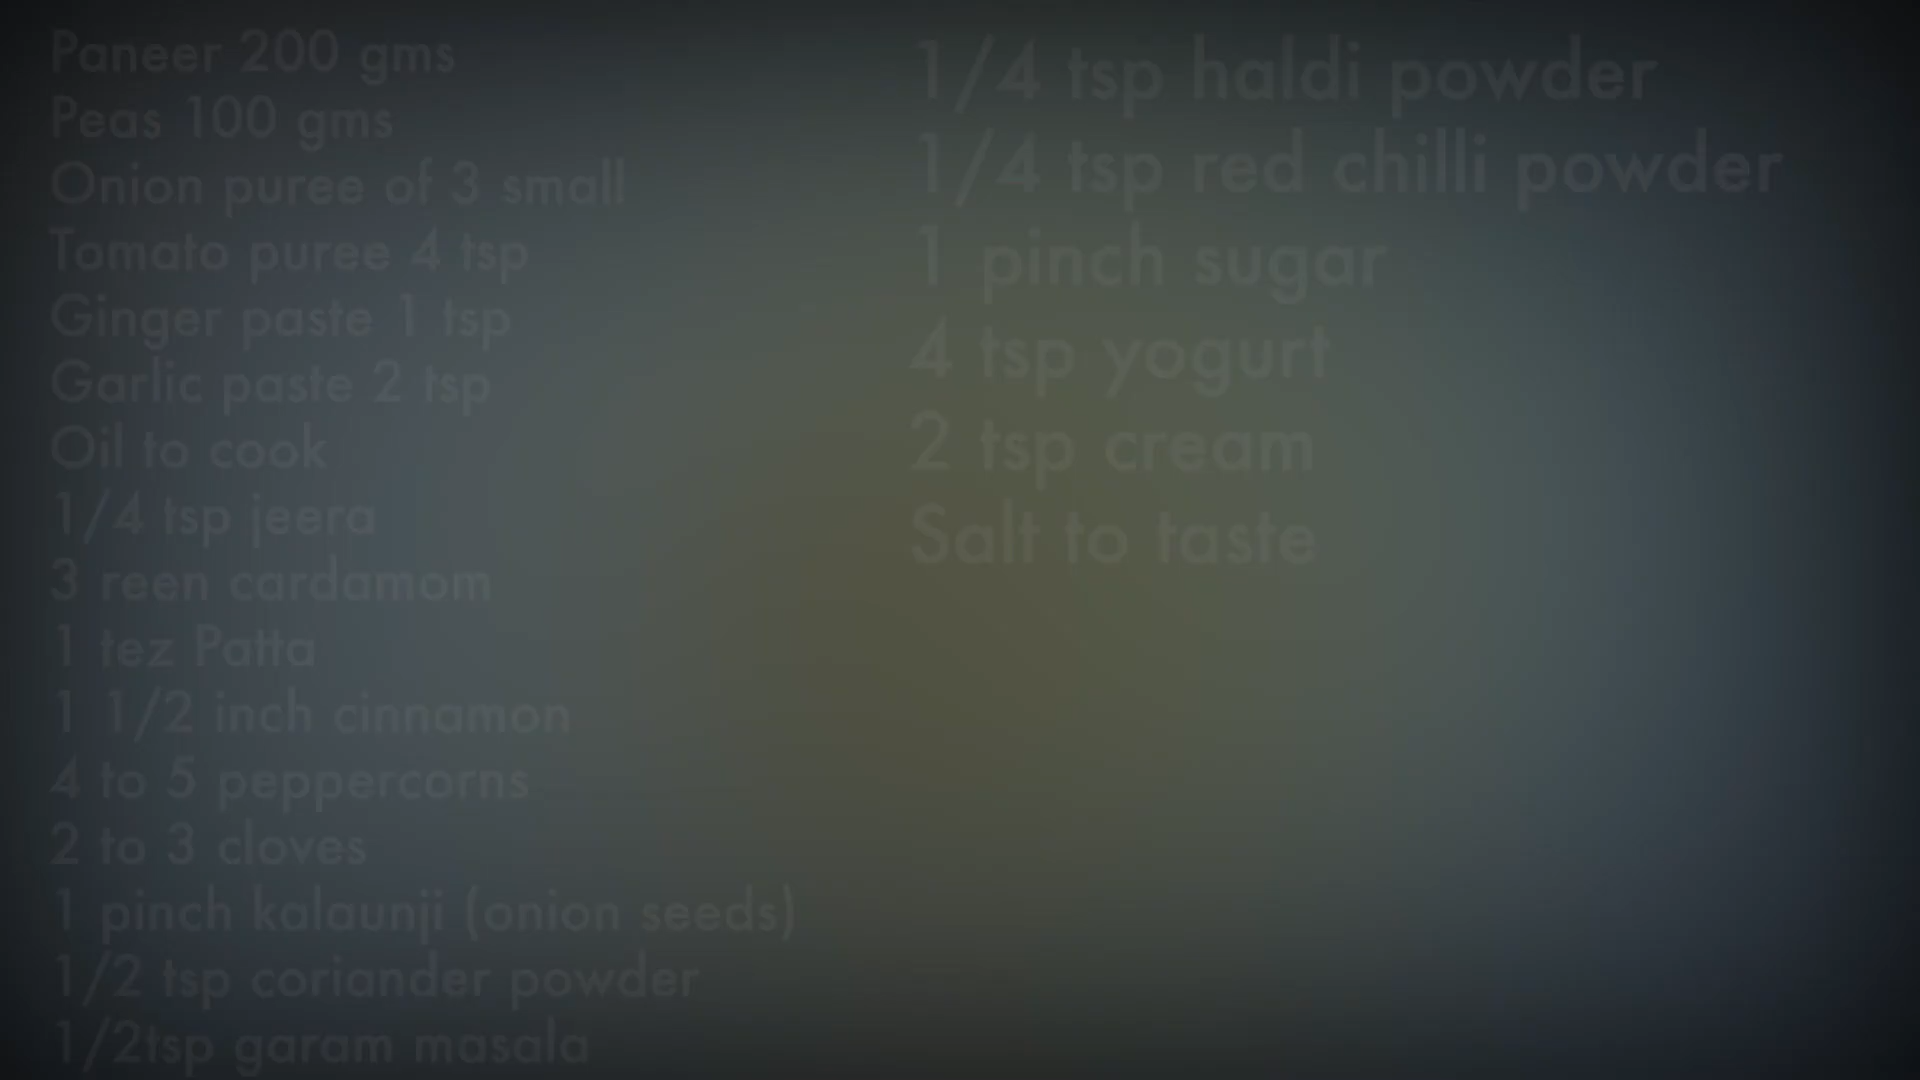 Paneer 200 gms
Peas 100 gms
Onion puree of 3 small
Tomato puree 4 tsp
Ginger paste 1 tsp
Garlic paste 2 tsp
Oil to cook
1/4 tsp jeera
3 reen cardamom
1 tez Patta
1 1/2 inch cinnamon
4 to 5 peppercorns
2 to 3 cloves
1 pinch kalaunji (onion seeds)
1/2 tsp coriander powder
1/2tsp garam masala
1/4 tsp haldi powder
1/4 tsp red chilli powder
1 pinch sugar
4 tsp yogurt
2 tsp cream
Salt to taste